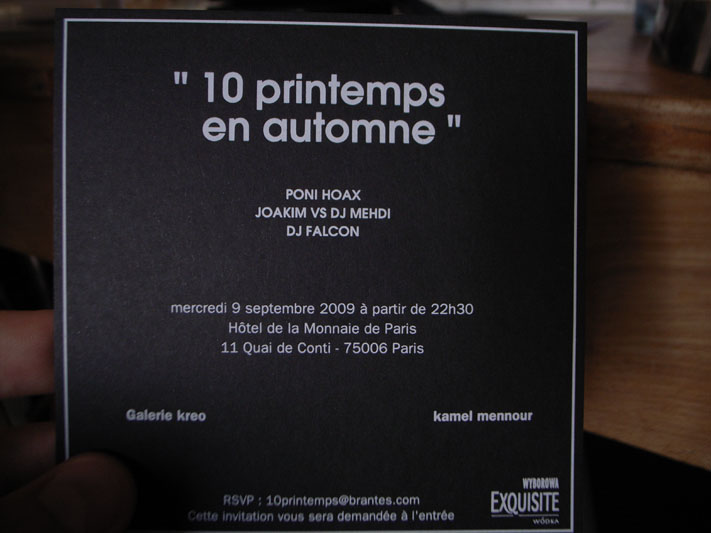 " 10 printemps
en automne "
PONI HOAX
JOAKIM VS DJ MEHDI
DJ FALCON
mercredi 9 septembre 2009 à partir de 22h30
Hôtel de la Monnaie de Paris
11 Quai de Conti - 75006 Paris
Galerie kreo
kamel mennour
RSVP : 10printemps@brantes.com
Cette invitation vous sera demandée à l'entrée
WYBOROWA
EXQUISITE
WÓDKA